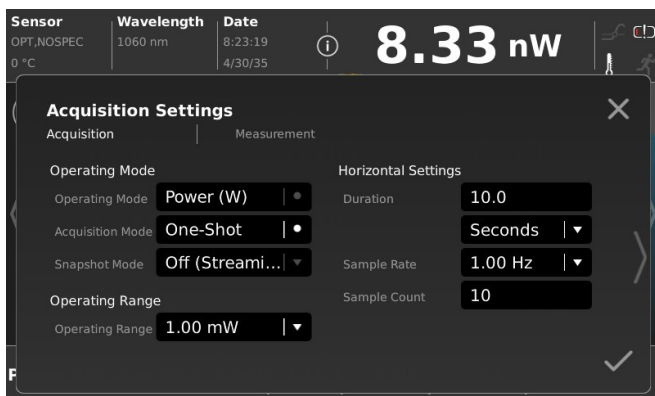 Sensor
OPT,NOSPEC
0 °C
Wavelength
1060 nm
Date
8:23:19
4/30/35
8.33 nW
Acquisition Settings
Acquisition
Measurement
Operating Mode
Operating Mode Power (W)
Acquisition Mode One-Shot
Snapshot Mode Off (Streami...
Operating Range
Operating Range 1.00 mW
Horizontal Settings
Duration 10.0
Seconds
Sample Rate 1.00 Hz
Sample Count 10